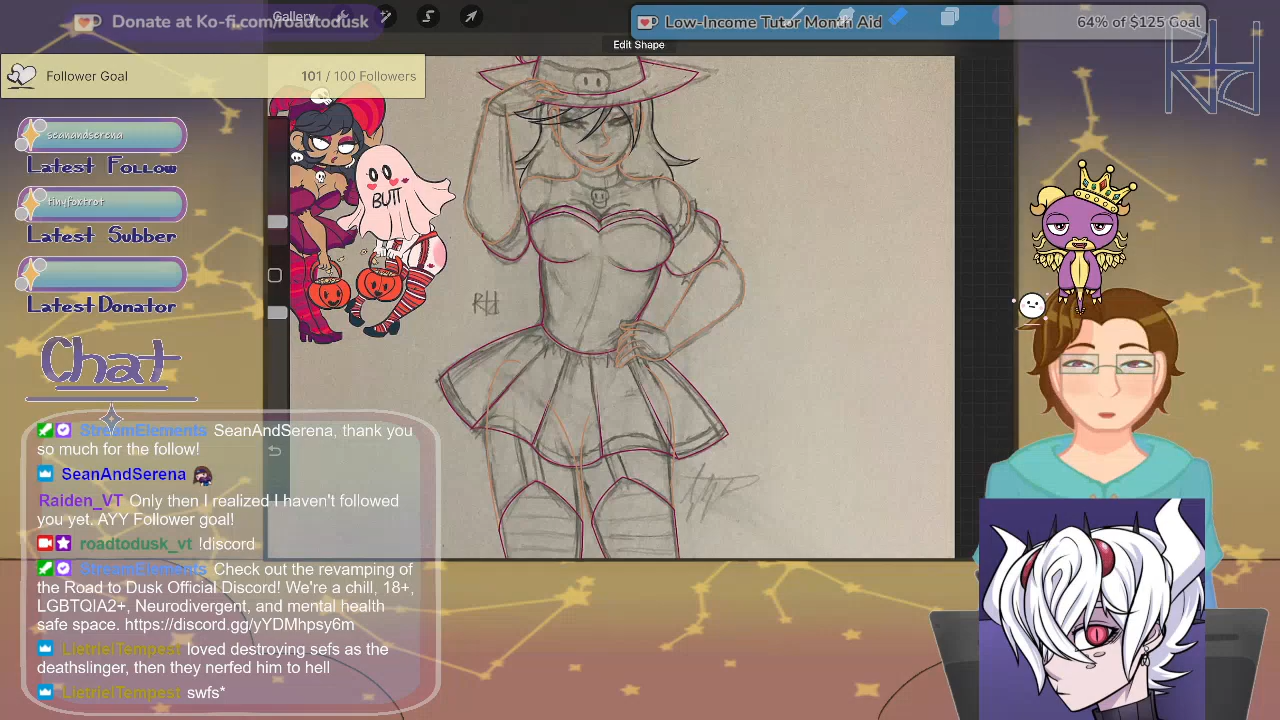 Donate at Ko-fi.com/roadtodusk
Gallery
Low-Income Tutor Month Aid
64% of $125 Goal
Edit Shape
Follower Goal
101 / 100 Followers
seanandserena
Latest Follow
tinyfoxtrot
Latest Subber
Latest Donator
BUTT
Chat
StreamElements SeanAndSerena, thank you
so much for the follow!
SeanAndSerena
Raiden_VT Only then I realized I haven't followed
you yet. AYY Follower goal!
roadtodusk_vt !discord
StreamElements Check out the revamping of
the Road to Dusk Official Discord! We're a chill, 18+,
LGBTQIA2+, Neurodivergent, and mental health
safe space. https://discord.gg/yYDMhpsy6m
LietrielTempest loved destroying sefs as the
deathslinger, then they nerfed him to hell
LietrielTempest swfs*